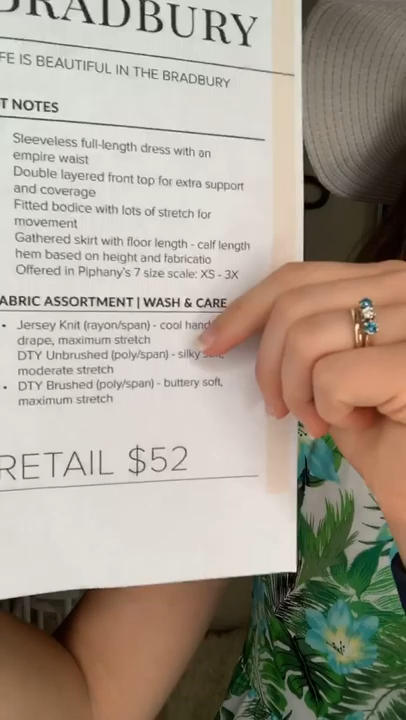 BRADBURY
FE IS BEAUTIFUL IN THE BRADBURY
T NOTES
Sleeveless full-length dress with an
empire waist
Double layered front top for extra support
and coverage
Fitted bodice with lots of stretch for
movement
Gathered skirt with floor length - calf length
hem based on height and fabricatio
Offered in Piphany's 7 size scale: XS - 3X
ABRIC ASSORTMENT | WASH & CARE
• Jersey Knit (rayon/span) - cool hand
drape, maximum stretch
DTY Unbrushed (poly/span) - silky
moderate stretch
• DTY Brushed (poly/span) - buttery soft,
maximum stretch
RETAIL $52